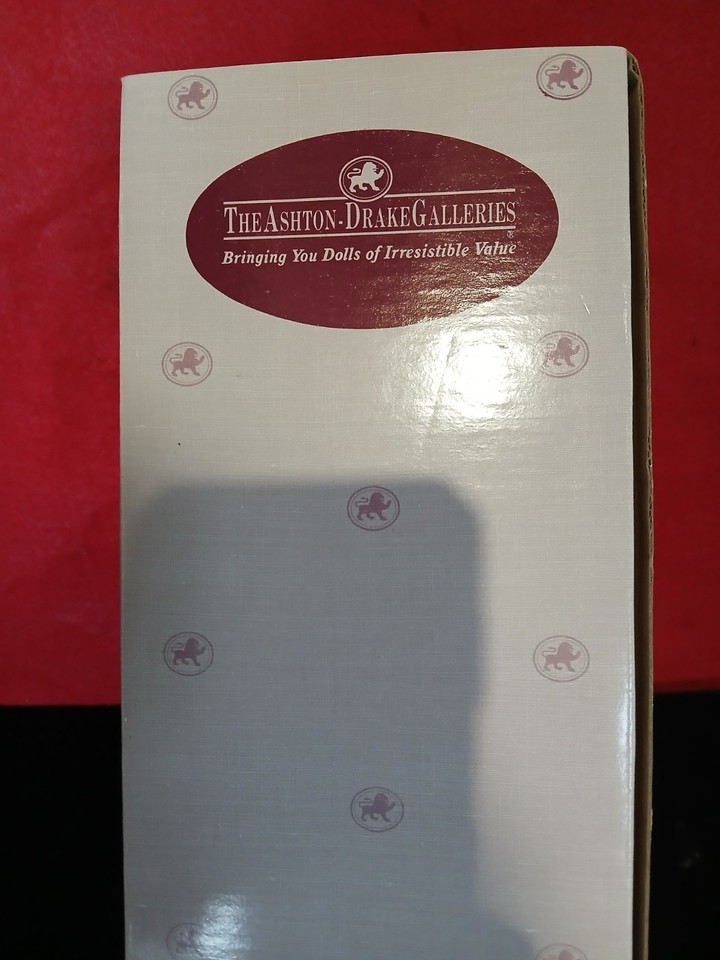 THE ASHTON-DRAKE GALLERIES
®
Bringing You Dolls of Irresistible Value